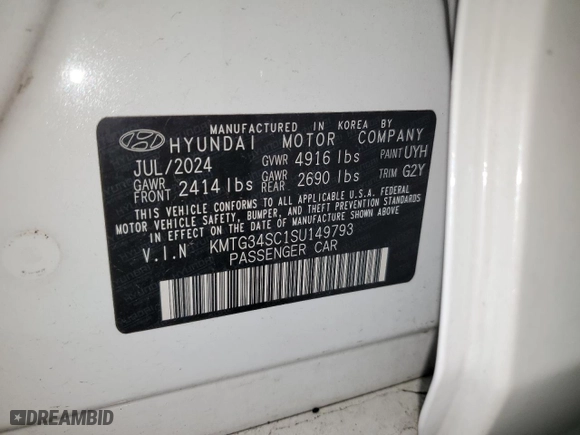 MANUFACTURED IN KOREA BY
HYUNDAI MOTOR COMPANY
JUL/2024 GVWR 4916 lbs PAINT UYH
GAWR FRONT 2414 lbs GAWR REAR 2690 lbs TRIM G2Y
THIS VEHICLE CONFORMS TO ALL APPLICABLE U.S.A. FEDERAL
MOTOR VEHICLE SAFETY, BUMPER, AND THEFT PREVENTION STANDARDS
IN EFFECT ON THE DATE OF MANUFACTURE SHOWN ABOVE.
V.I.N KMTG34SC1SU149793
PASSENGER CAR
DREAMBID